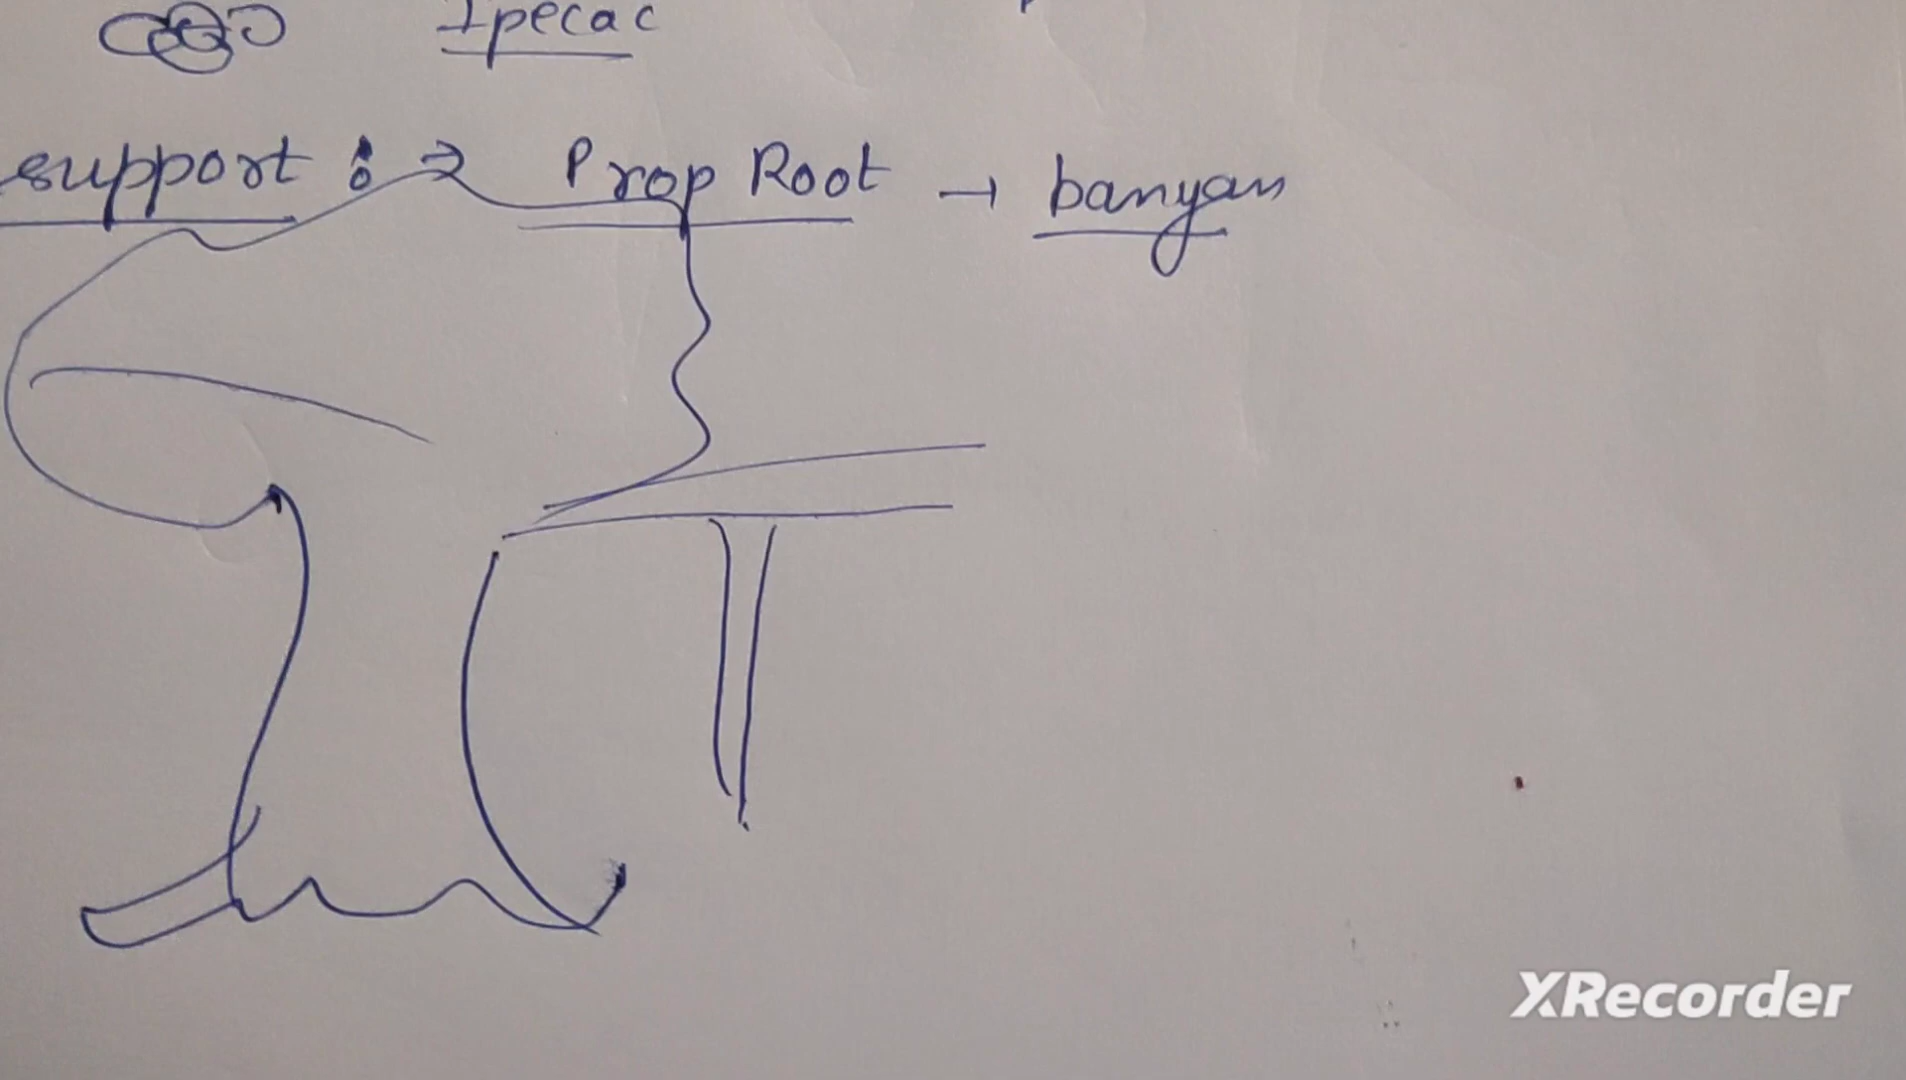 Ipecac
support : ⇒ Prop Root → banyan
XRecorder